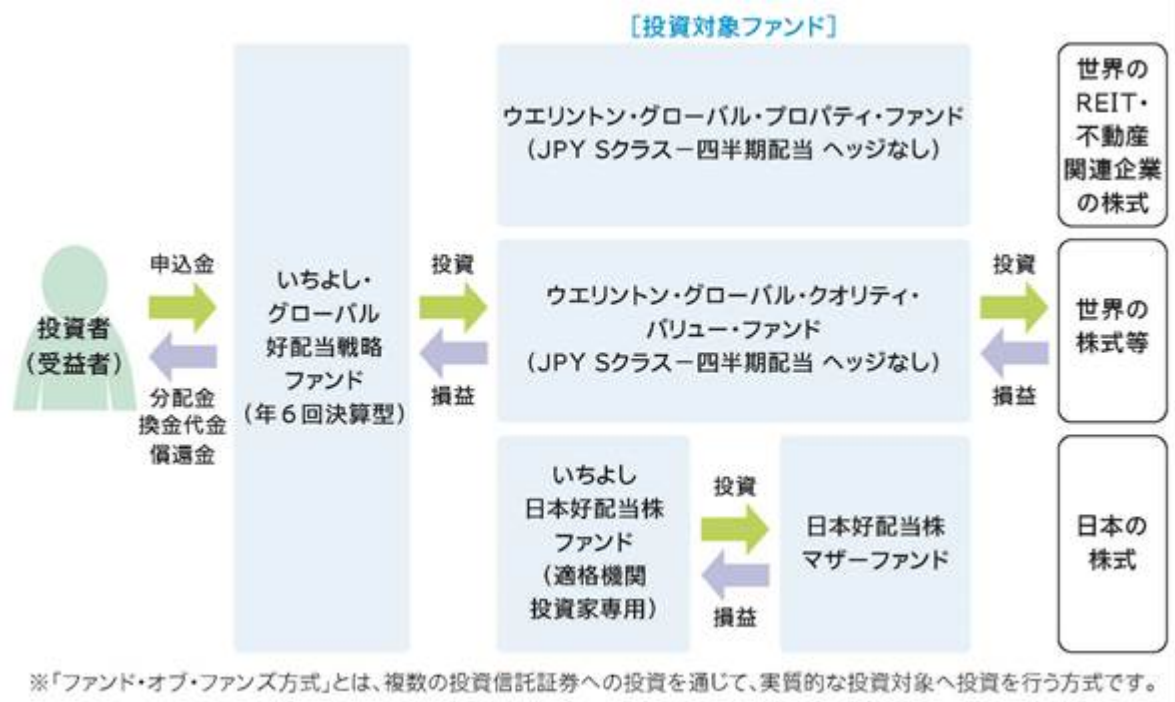 ［投資対象ファンド］
投資者
（受益者）
申込金
分配金
換金代金
償還金
いちよし・
グローバル
好配当戦略
ファンド
（年６回決算型）
投資
損益
ウエリントン・グローバル・プロパティ・ファンド
（JPY Sクラス－四半期配当 ヘッジなし）
ウエリントン・グローバル・クオリティ・
バリュー・ファンド
（JPY Sクラス－四半期配当 ヘッジなし）
いちよし
日本好配当株
ファンド
（適格機関
投資家専用）
投資
損益
日本好配当株
マザーファンド
投資
損益
世界の
REIT・
不動産
関連企業
の株式
世界の
株式等
日本の
株式
※「ファンド・オブ・ファンズ方式」とは、複数の投資信託証券への投資を通じて、実質的な投資対象へ投資を行う方式です。